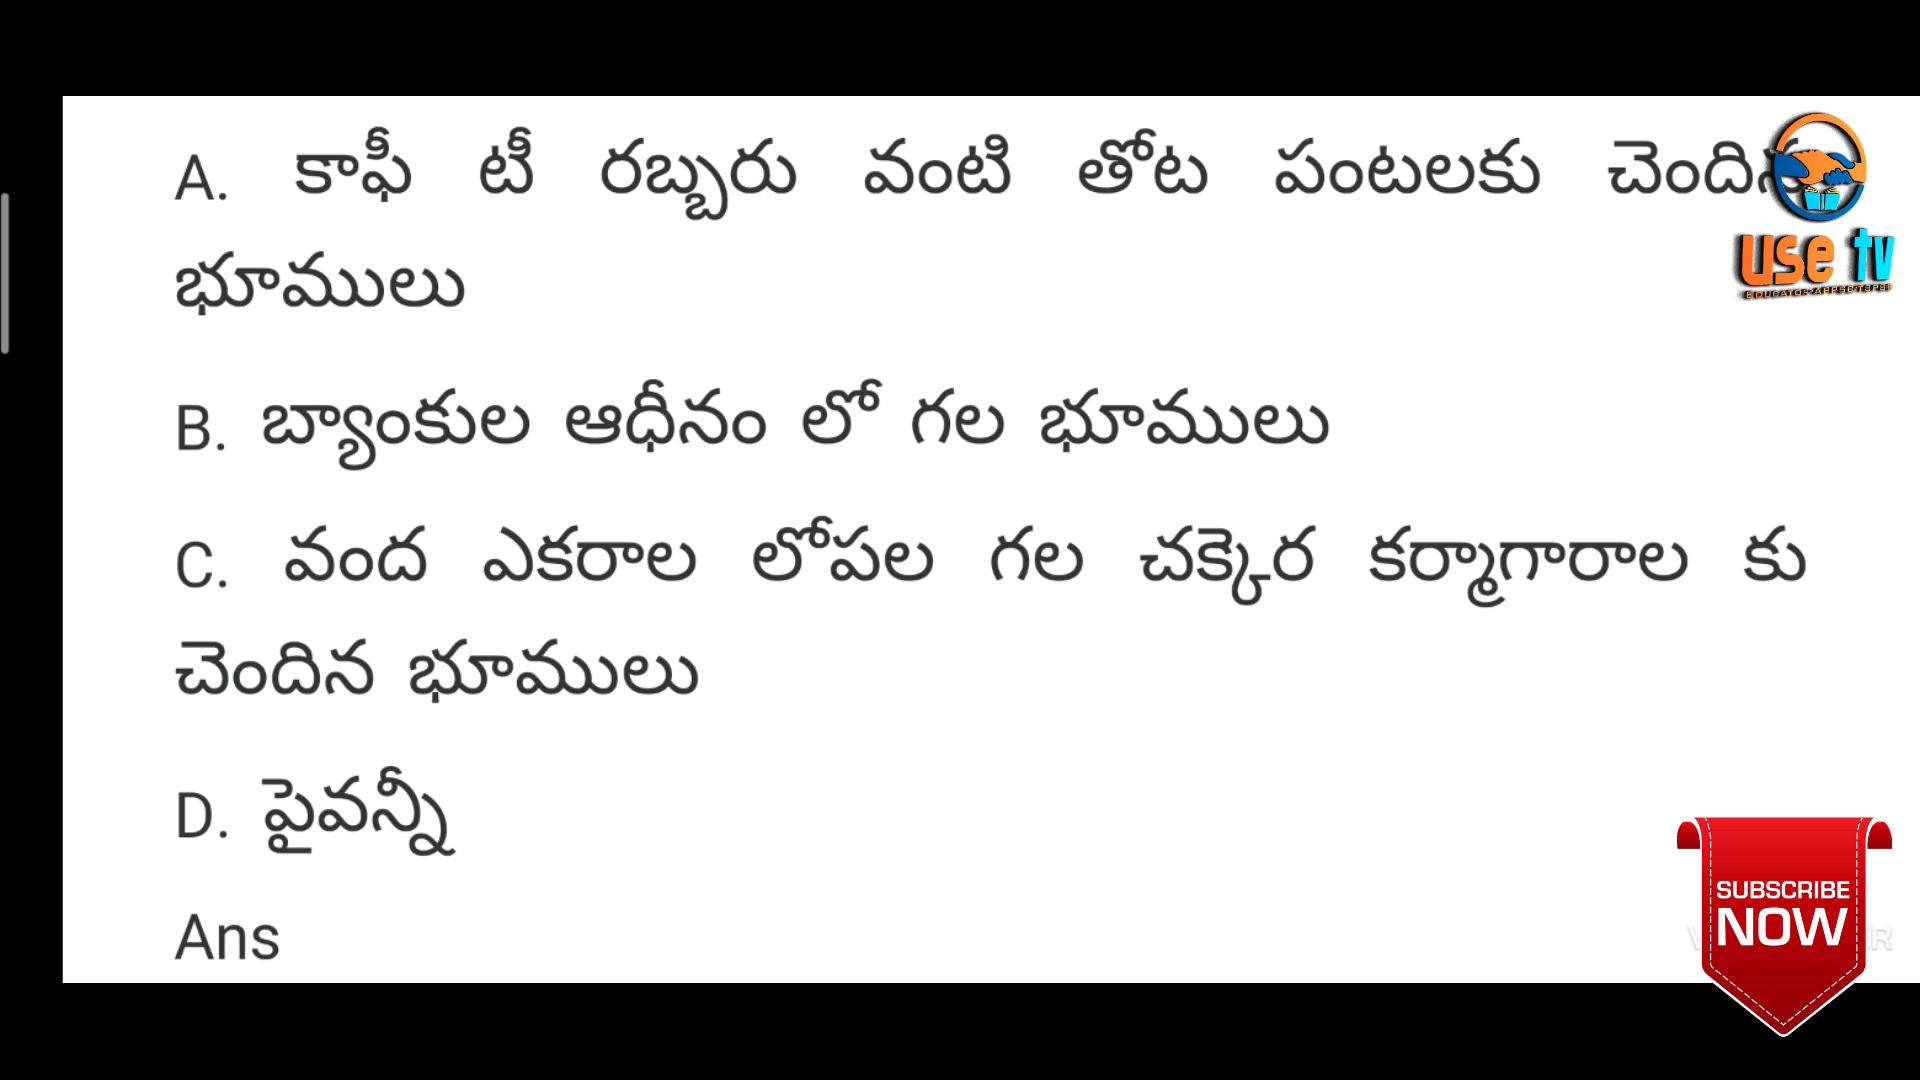 A. కాఫీ టీ రబ్బరు వంటి తోట పంటలకు చెందిన
భూములు
B. బ్యాంకుల ఆధీనం లో గల భూములు
C. వంద ఎకరాల లోపల గల చక్కెర కర్మాగారాల కు
చెందిన భూములు
D. పైవన్నీ
Ans
use tv
SUBSCRIBE
NOW